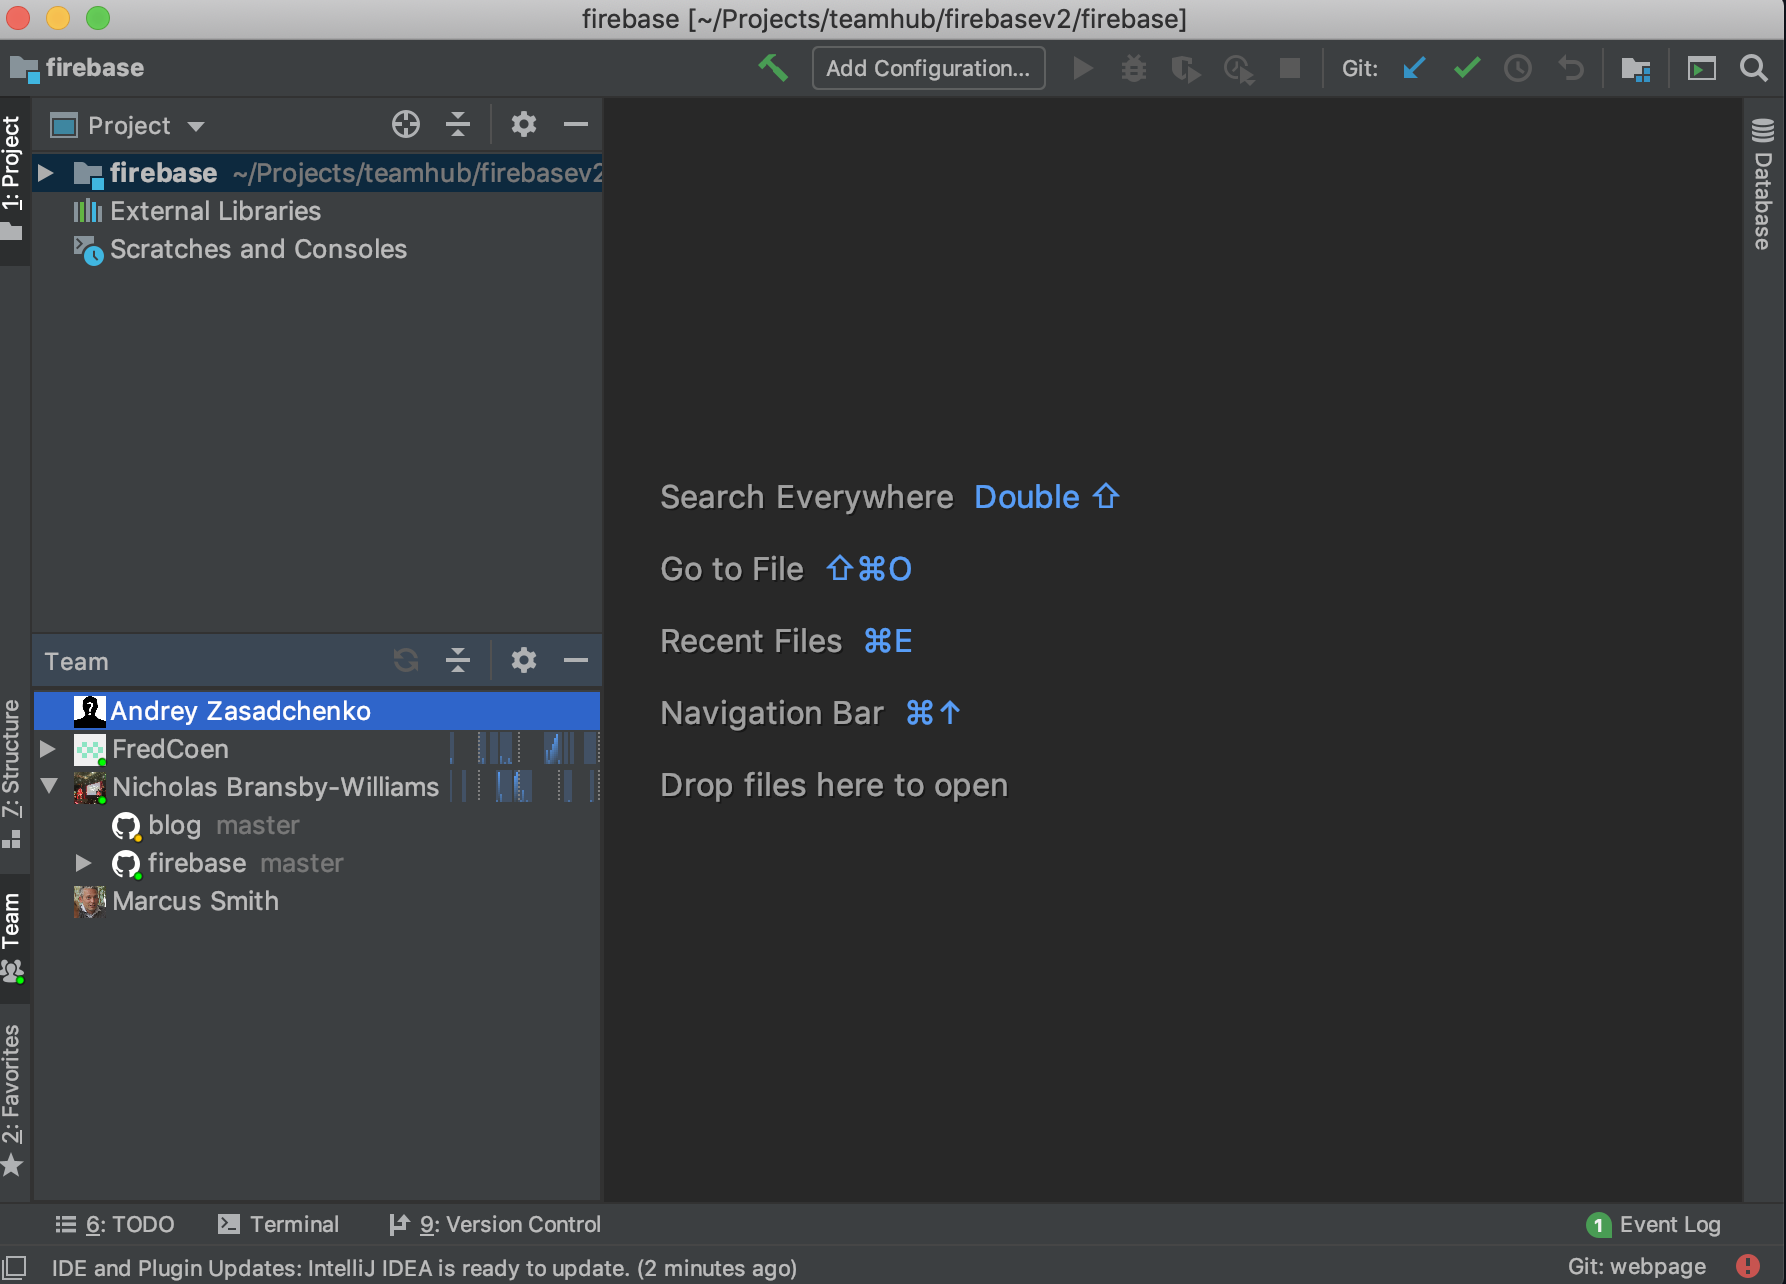 firebase [~/Projects/teamhub/firebasev2/firebase]
firebase
Add Configuration...
Git:
1: Project
Project
firebase ~/Projects/teamhub/firebasev2
External Libraries
Scratches and Consoles
Database
Search Everywhere Double ⇧
Go to File ⇧⌘O
Recent Files ⌘E
Navigation Bar ⌘↑
Drop files here to open
Team
Andrey Zasadchenko
FredCoen
Nicholas Bransby-Williams
blog master
firebase master
Marcus Smith
7: Structure
Team
2: Favorites
6: TODO
Terminal
9: Version Control
1 Event Log
IDE and Plugin Updates: IntelliJ IDEA is ready to update. (2 minutes ago)
Git: webpage